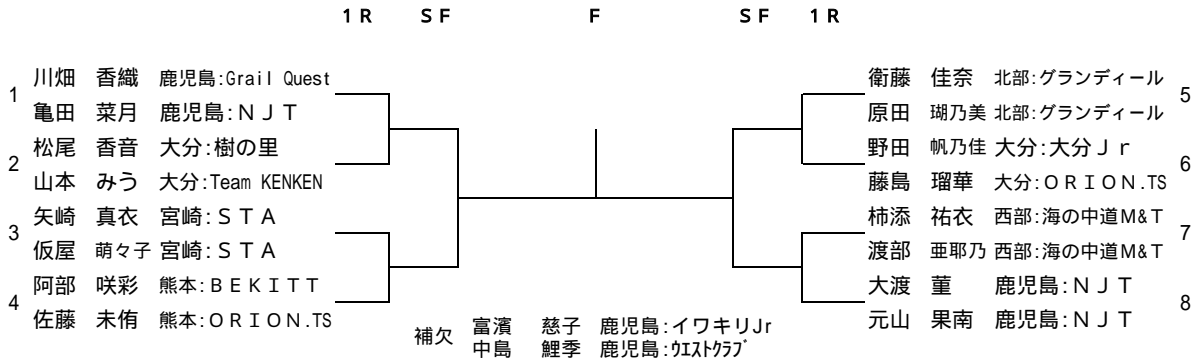 1R SF F SF 1R
1 川畑 香織 鹿児島:Grail Quest
亀田 菜月 鹿児島:ＮＪＴ
2 松尾 香音 大分:樹の里
山本 みう 大分:Team KENKEN
3 矢崎 真衣 宮崎:ＳＴＡ
仮屋 萌々子 宮崎:ＳＴＡ
4 阿部 咲彩 熊本:ＢＥＫＩＴＴ
佐藤 未侑 熊本:ＯＲＩＯＮ.TS
衛藤 佳奈 北部:グランディール 5
原田 瑚乃美 北部:グランディール
野田 帆乃佳 大分:大分Ｊｒ 6
藤島 瑠華 大分:ＯＲＩＯＮ.TS
柿添 祐衣 西部:海の中道M&T 7
渡部 亜耶乃 西部:海の中道M&T
大渡 菫 鹿児島:ＮＪＴ 8
元山 果南 鹿児島:ＮＪＴ
補欠 富濱 慈子 鹿児島:イワキリJr
中島 鯉季 鹿児島:ｳｴｽﾄｸﾗﾌﾞ